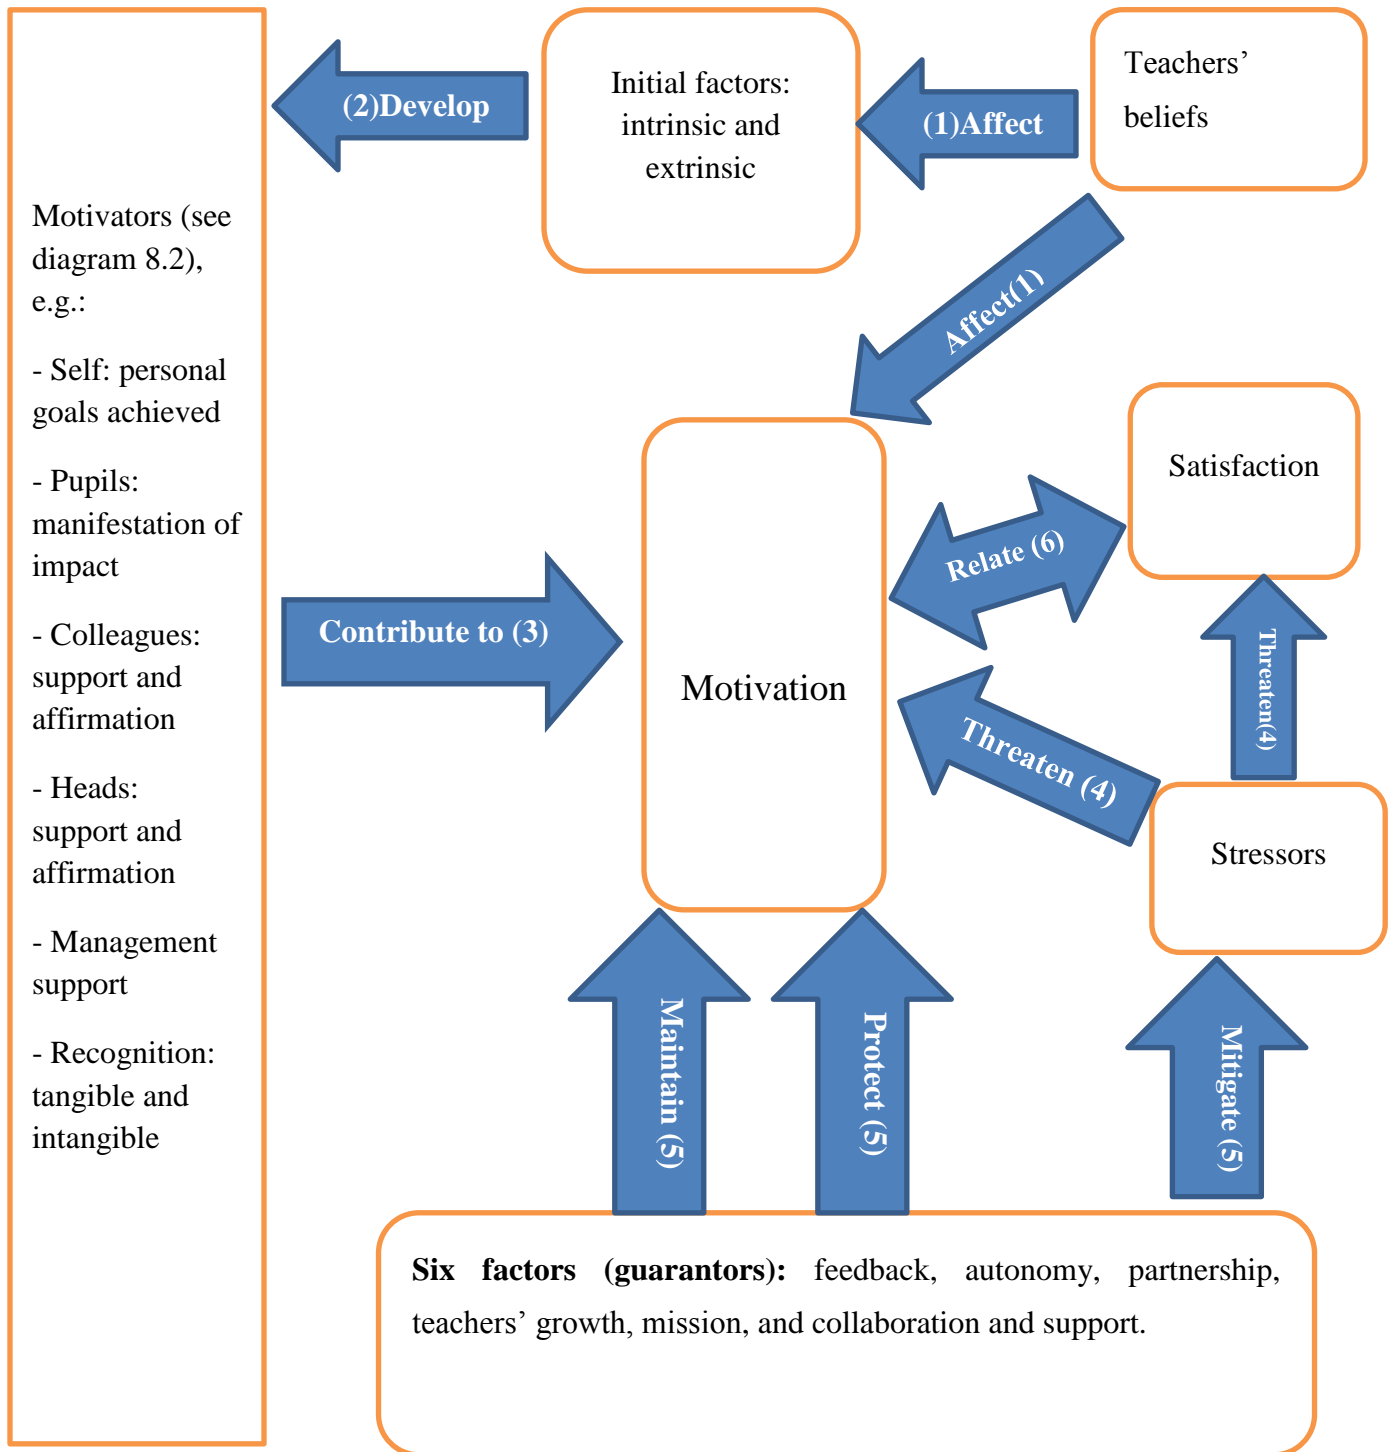 (2)Develop
Initial factors:
intrinsic and
extrinsic
(1)Affect
Teachers’
beliefs
Motivators (see
diagram 8.2),
e.g.:
- Self: personal
goals achieved
- Pupils:
manifestation of
impact
- Colleagues:
support and
affirmation
- Heads:
support and
affirmation
- Management
support
- Recognition:
tangible and
intangible
Affect(1)
Satisfaction
Relate (6)
Contribute to (3)
Motivation
Threaten(4)
Threaten (4)
Stressors
Maintain (5)
Protect (5)
Mitigate (5)
Six factors (guarantors): feedback, autonomy, partnership,
teachers’ growth, mission, and collaboration and support.